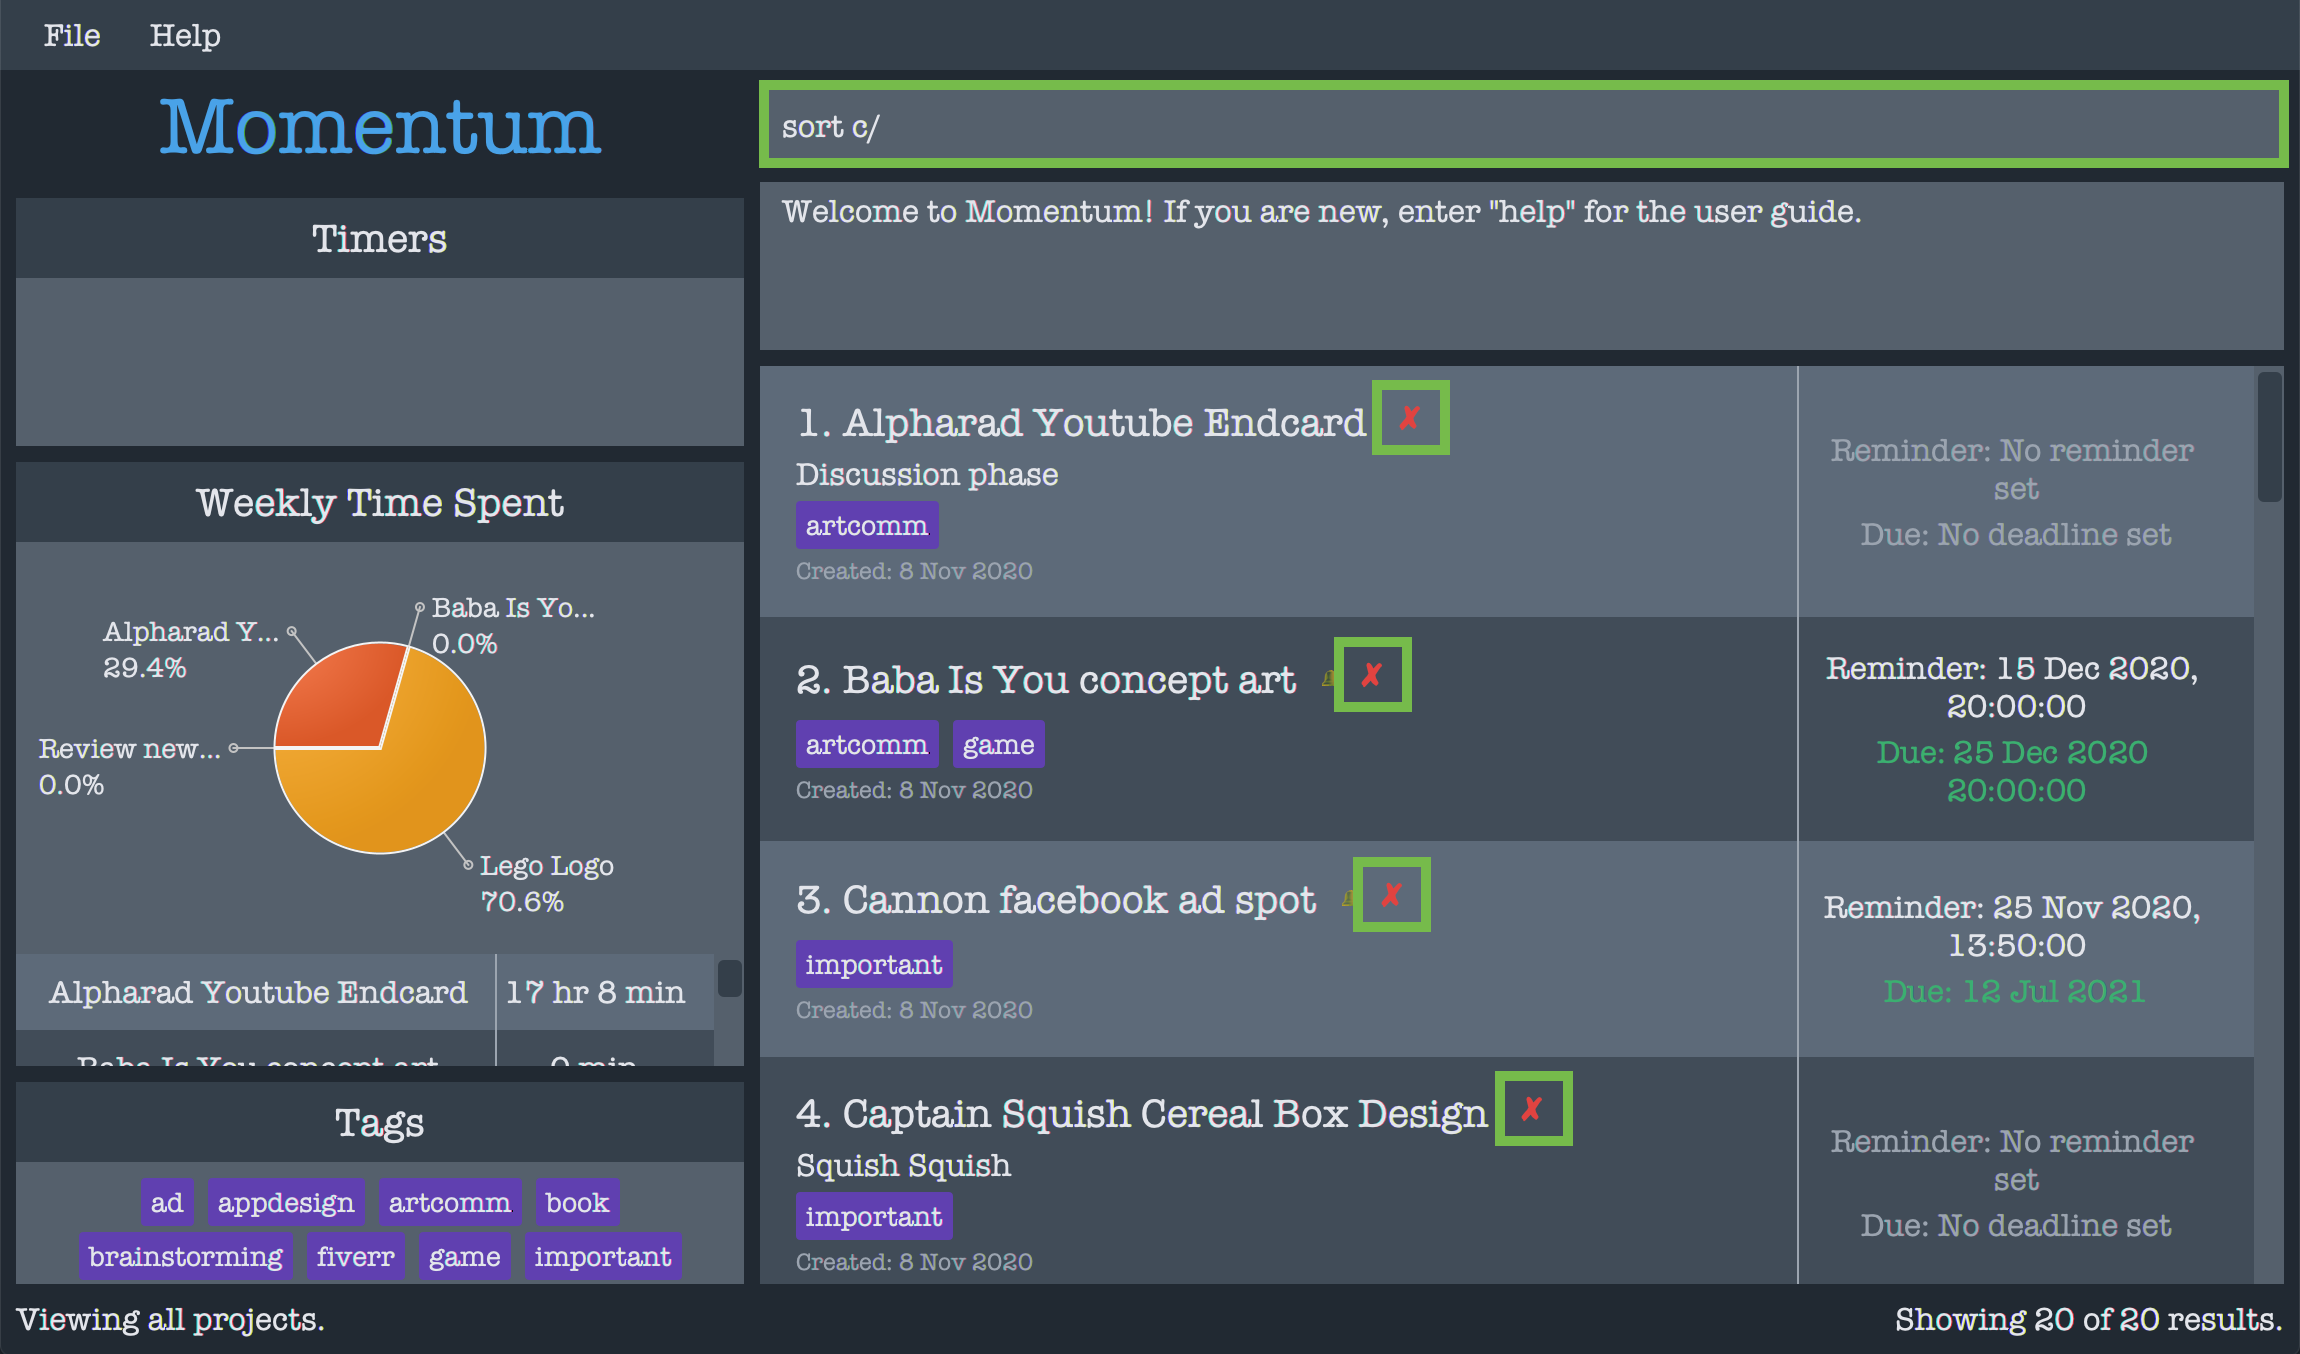 File Help
Momentum
sort c/
Welcome to Momentum! If you are new, enter "help" for the user guide.
Timers
Weekly Time Spent
Baba Is Yo...
0.0%
Alpharad Y...
29.4%
Review new...
0.0%
Lego Logo
70.6%
Alpharad Youtube Endcard 17 hr 8 min
Baba Is You concept art 0 min
Tags
ad appdesign artcomm book
brainstorming fiverr game important
1. Alpharad Youtube Endcard ✘
Discussion phase
artcomm
Created: 8 Nov 2020
Reminder: No reminder
set
Due: No deadline set
2. Baba Is You concept art ✘
artcomm game
Created: 8 Nov 2020
Reminder: 15 Dec 2020,
20:00:00
Due: 25 Dec 2020
20:00:00
3. Cannon facebook ad spot ✘
important
Created: 8 Nov 2020
Reminder: 25 Nov 2020,
13:50:00
Due: 12 Jul 2021
4. Captain Squish Cereal Box Design ✘
Squish Squish
important
Created: 8 Nov 2020
Reminder: No reminder
set
Due: No deadline set
Viewing all projects.
Showing 20 of 20 results.